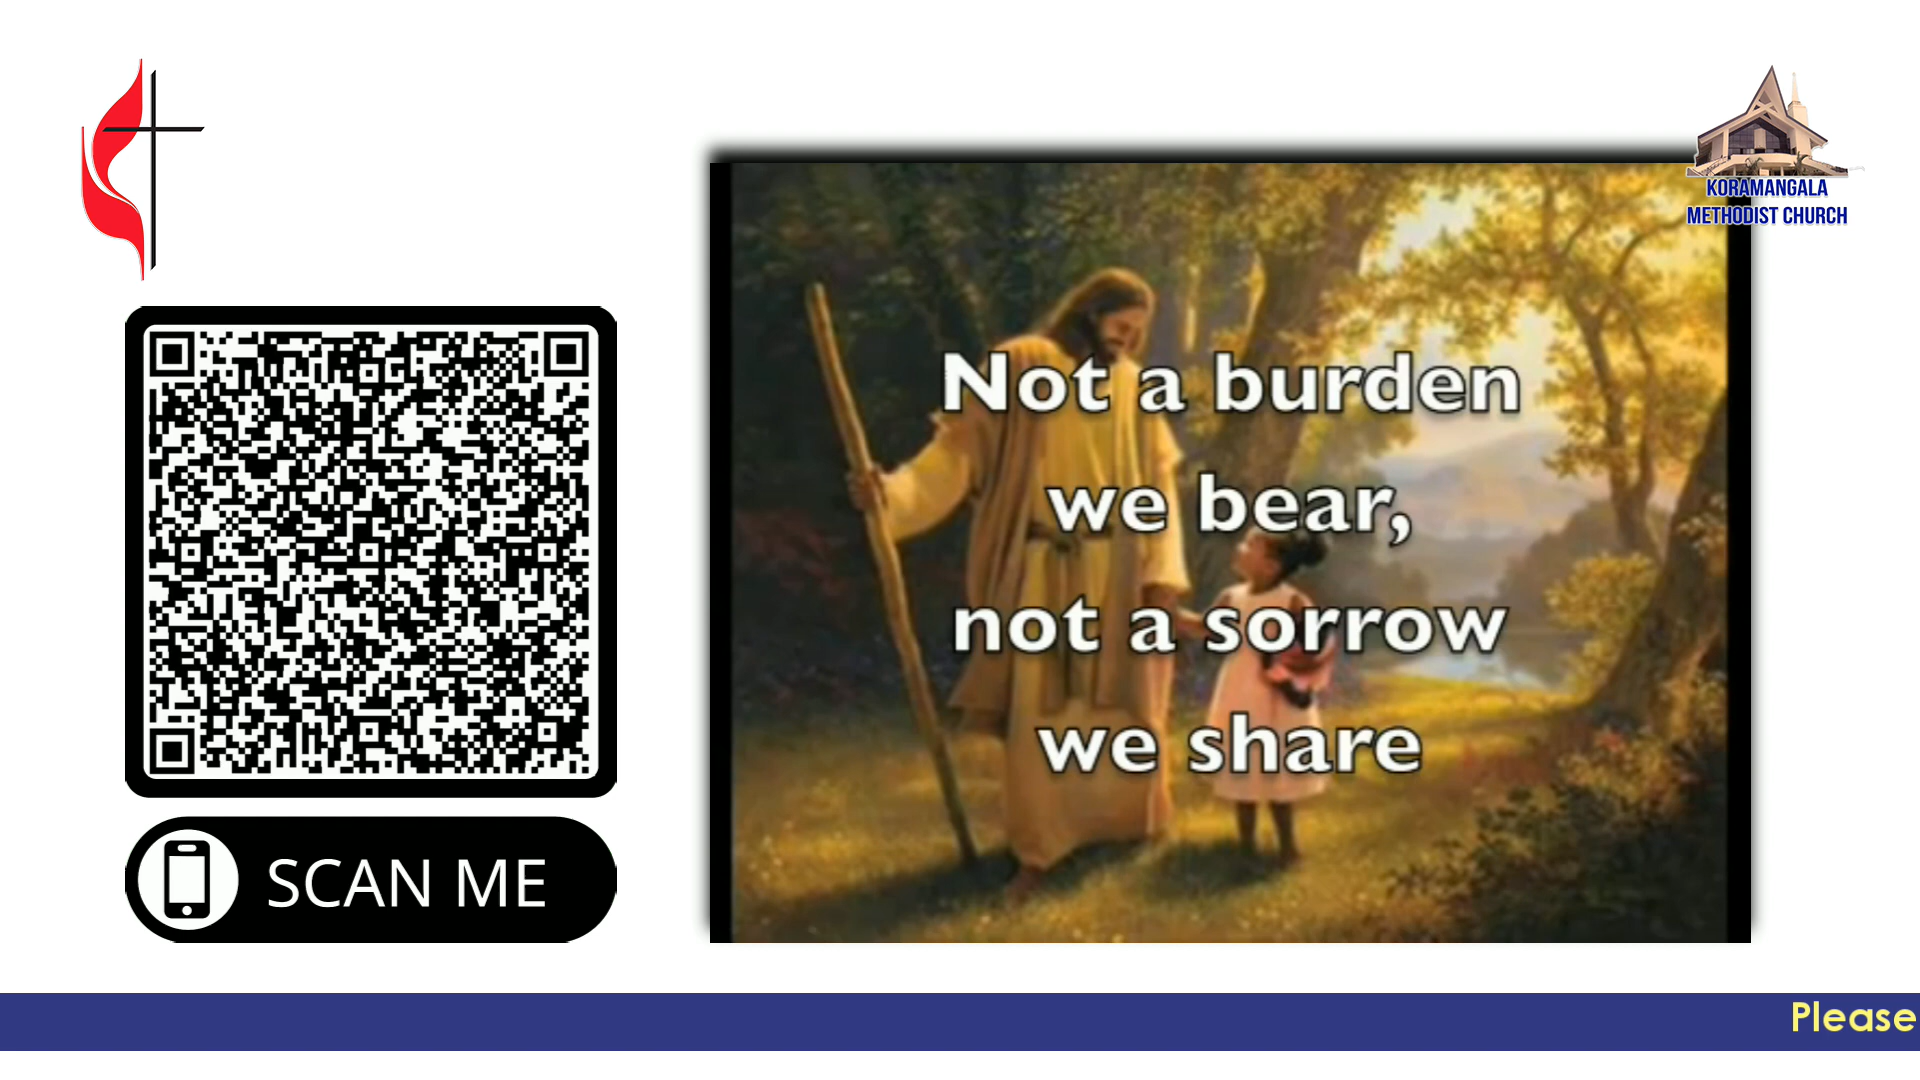 KORAMANGALA
METHODIST CHURCH
Not a burden
we bear,
not a sorrow
we share
SCAN ME
Please